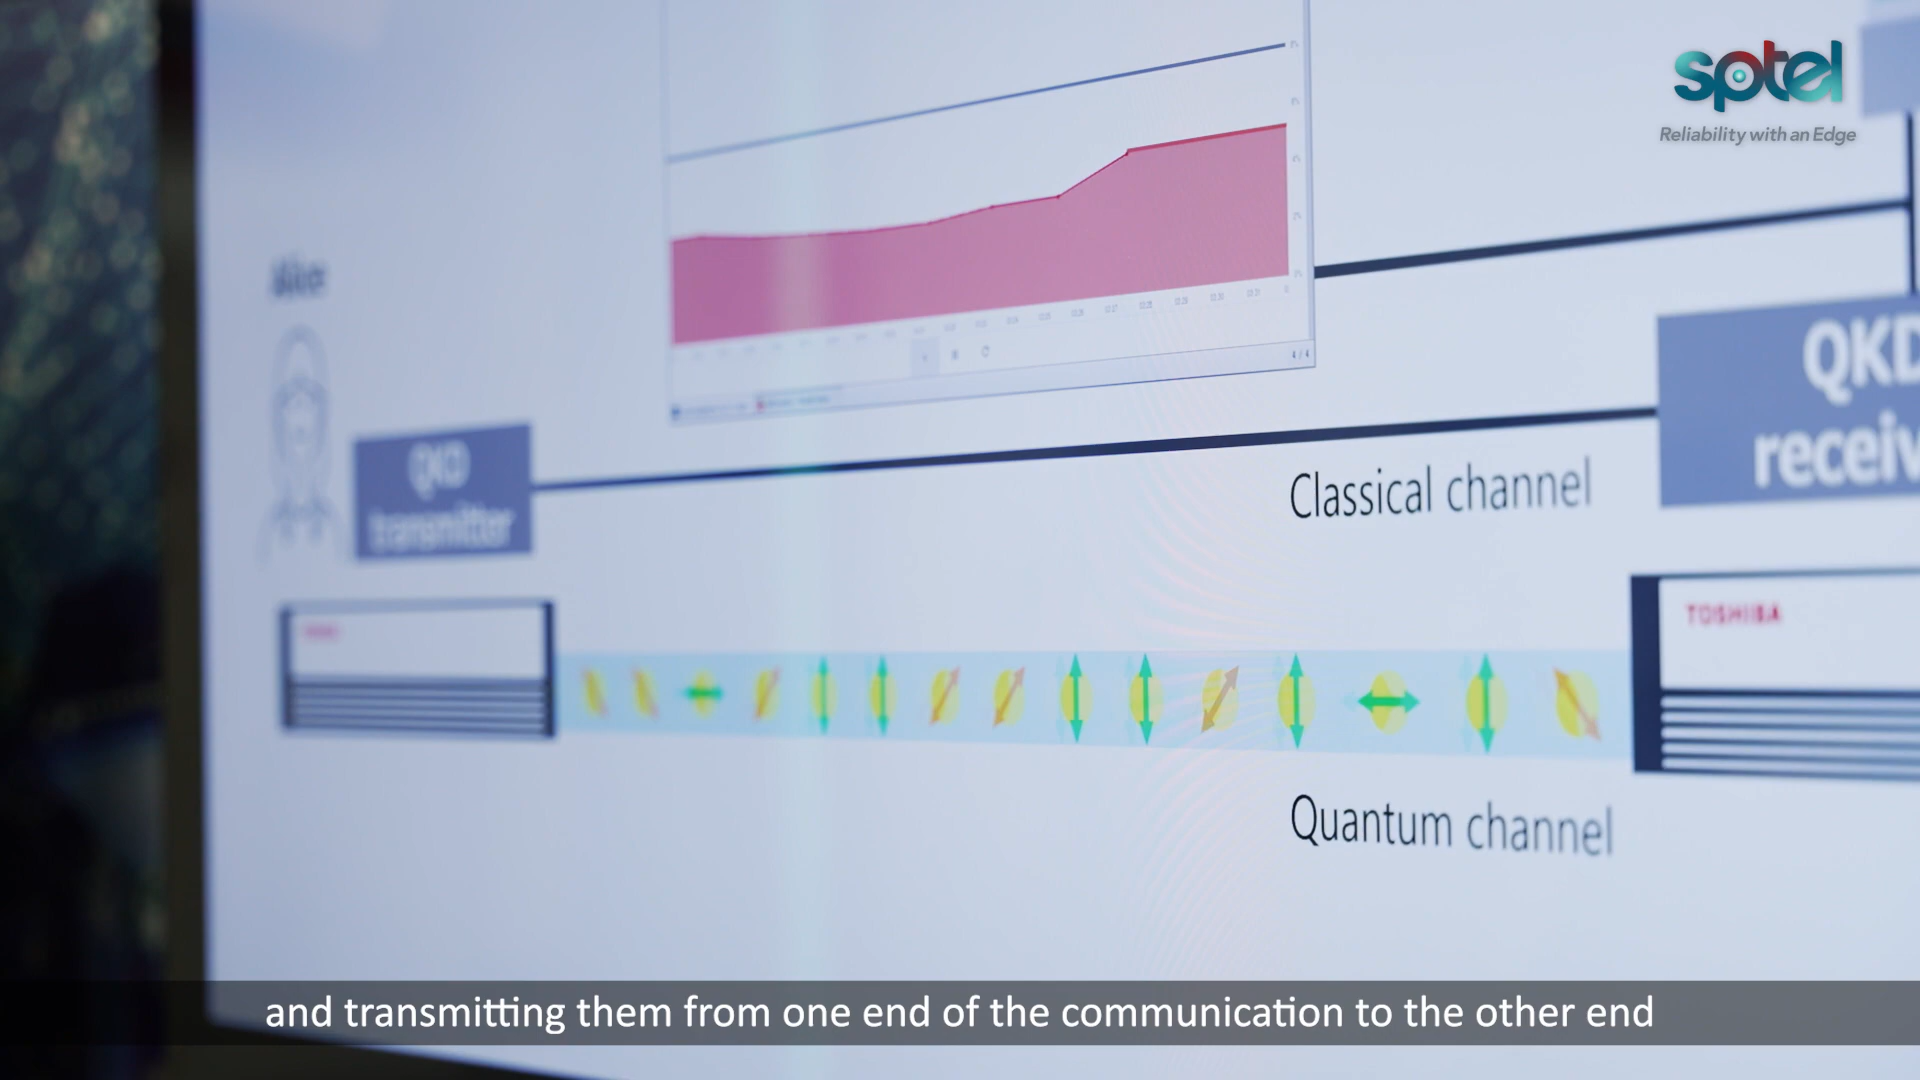 sptel
Reliability with an Edge
Alice
QKD
transmitter
Classical channel
QKD
receiv
TOSHIBA
Quantum channel
and transmitting them from one end of the communication to the other end